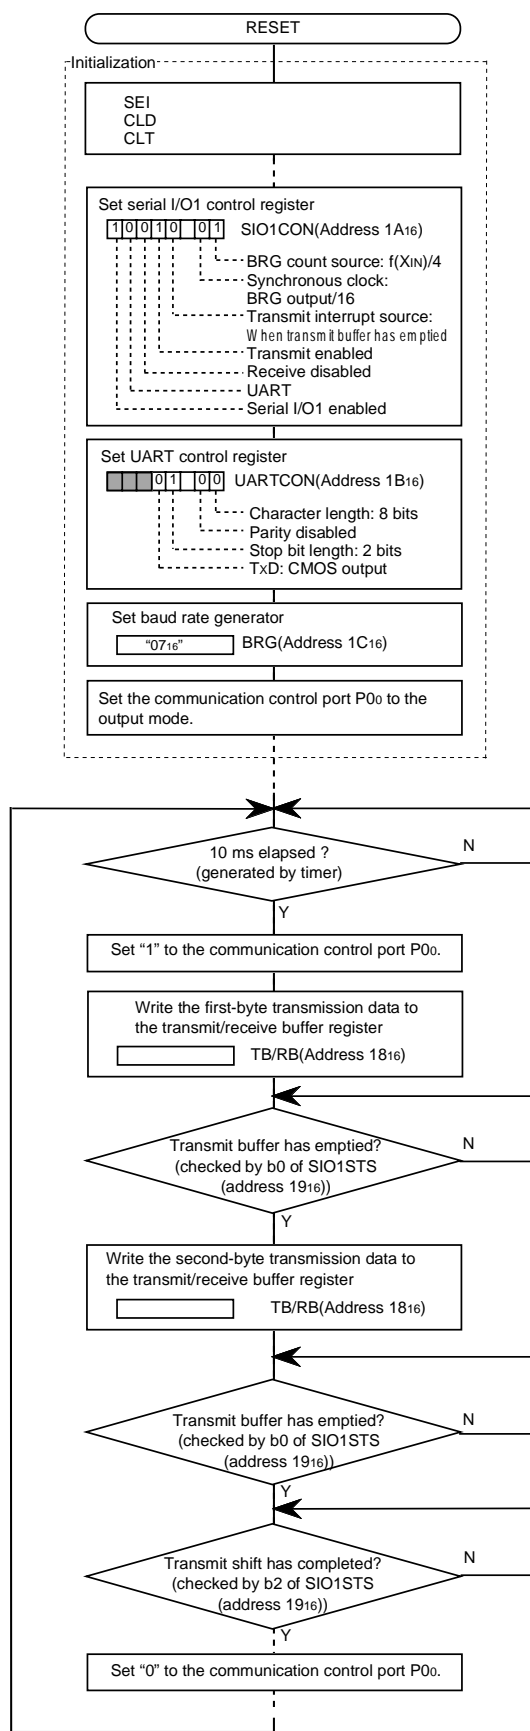 RESET
Initialization
SEI
CLD
CLT
Set serial I/O1 control register
1 0 0 1 0 0 1 SIO1CON(Address 1A16)
BRG count source: f(XIN)/4
Synchronous clock:
BRG output/16
Transmit interrupt source:
When transmit buffer has emptied
Transmit enabled
Receive disabled
UART
Serial I/O1 enabled
Set UART control register
0 1 0 0 UARTCON(Address 1B16)
Character length: 8 bits
Parity disabled
Stop bit length: 2 bits
TxD: CMOS output
Set baud rate generator
“0716” BRG(Address 1C16)
Set the communication control port P00 to the
output mode.
10 ms elapsed ?
(generated by timer)
N
Y
Set “1” to the communication control port P00.
Write the first-byte transmission data to
the transmit/receive buffer register
TB/RB(Address 1816)
Transmit buffer has emptied?
(checked by b0 of SIO1STS
(address 1916))
N
Y
Write the second-byte transmission data to
the transmit/receive buffer register
TB/RB(Address 1816)
Transmit buffer has emptied?
(checked by b0 of SIO1STS
(address 1916))
N
Y
Transmit shift has completed?
(checked by b2 of SIO1STS
(address 1916))
N
Y
Set “0” to the communication control port P00.